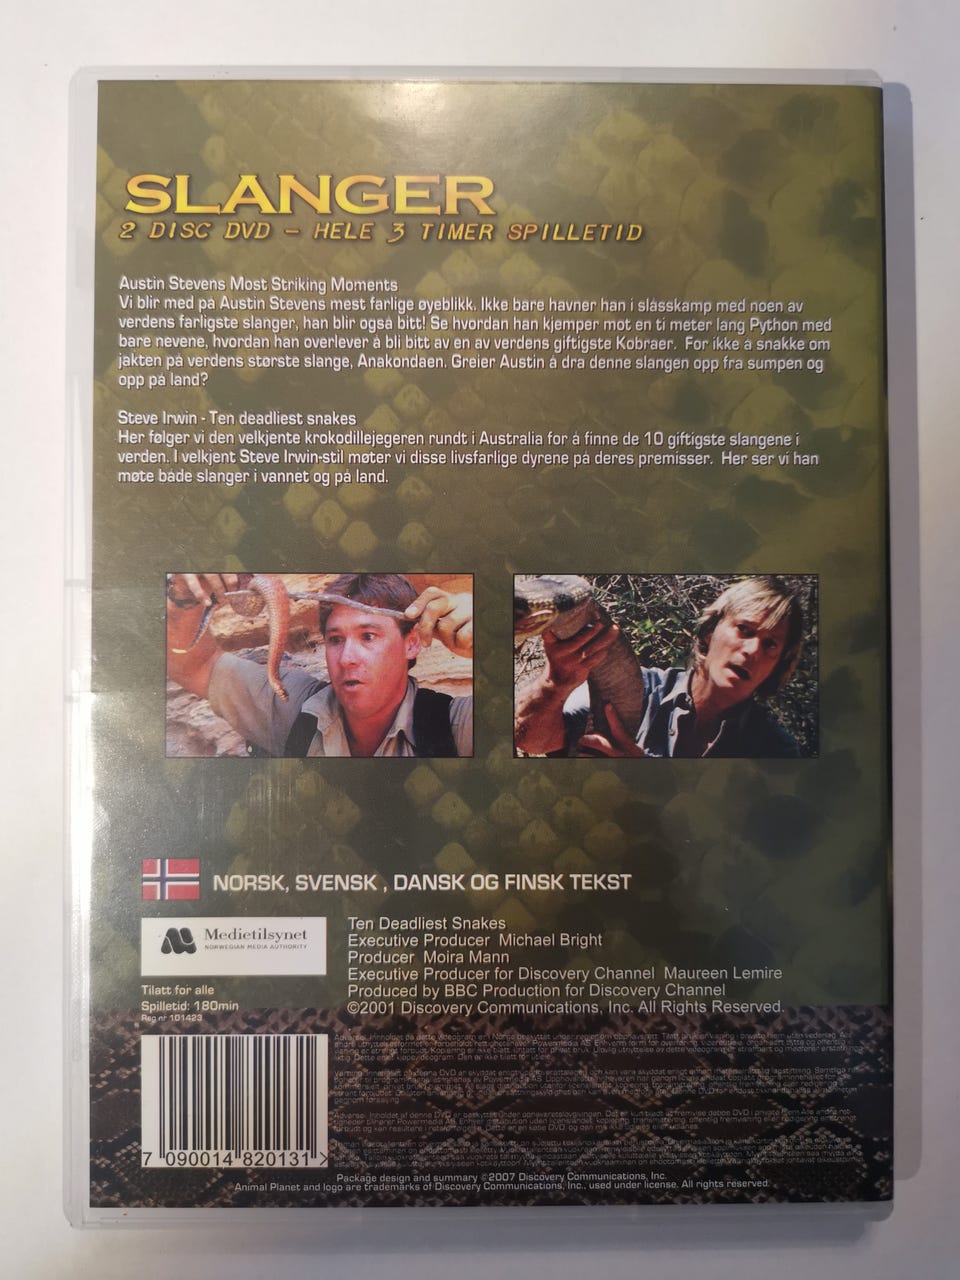 SLANGER
2 DISC DVD - HELE 3 TIMER SPILLETID
Austin Stevens Most Striking Moments
Vi blir med på Austin Stevens mest farlige øyeblikk. Ikke bare havner han i slåsskamp med noen av
verdens farligste slanger, han blir også bitt! Se hvordan han kjemper mot en ti meter lang Python med
bare nevene, hvordan han overlever å bli bitt av en av verdens giftigste Kobraer. For ikke å snakke om
jakten på verdens største slange, Anakondaen. Greier Austin å dra denne slangen opp fra sumpen og
opp på land?
Steve Irwin - Ten deadliest snakes
Her følger vi den velkjente krokodillejegeren rundt i Australia for å finne de 10 giftigste slangene i
verden. I velkjent Steve Irwin-stil møter vi disse livsfarlige dyrene på deres premisser. Her ser vi han
møte både slanger i vannet og på land.
NORSK, SVENSK , DANSK OG FINSK TEKST
Medietilsynet
NORWEGIAN MEDIA AUTHORITY
Tilatt for alle
Spilletid: 180min
Reg nr 101423
Ten Deadliest Snakes
Executive Producer Michael Bright
Producer Moira Mann
Executive Producer for Discovery Channel Maureen Lemire
Produced by BBC Production for Discovery Channel
©2001 Discovery Communications, Inc. All Rights Reserved.
7 090014 820131 >
Package design and summary ©2007 Discovery Communications, Inc.
Animal Planet and logo are trademarks of Discovery Communications, Inc., used under license. All rights reserved.